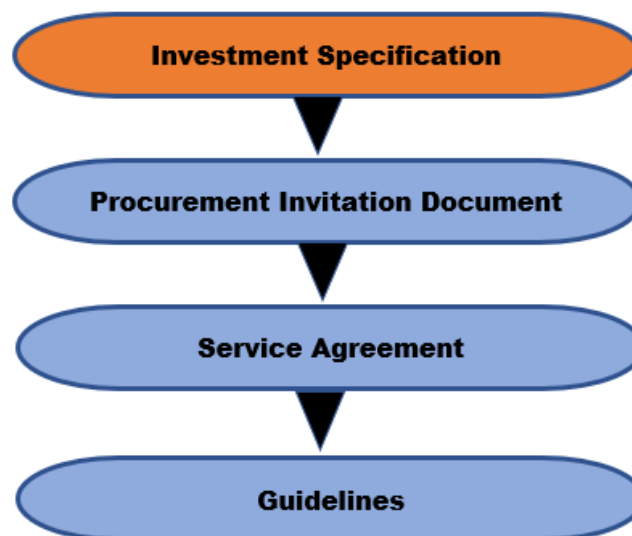 Investment Specification
Procurement Invitation Document
Service Agreement
Guidelines